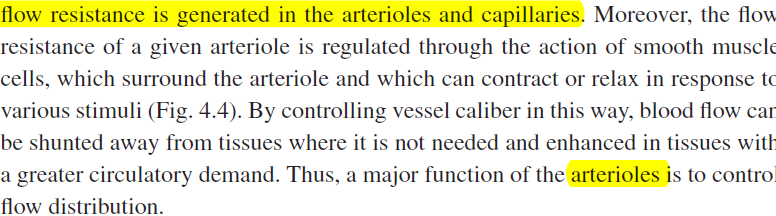 flow resistance is generated in the arterioles and capillaries. Moreover, the flow
resistance of a given arteriole is regulated through the action of smooth muscle
cells, which surround the arteriole and which can contract or relax in response to
various stimuli (Fig. 4.4). By controlling vessel caliber in this way, blood flow can
be shunted away from tissues where it is not needed and enhanced in tissues with
a greater circulatory demand. Thus, a major function of the arterioles is to control
flow distribution.